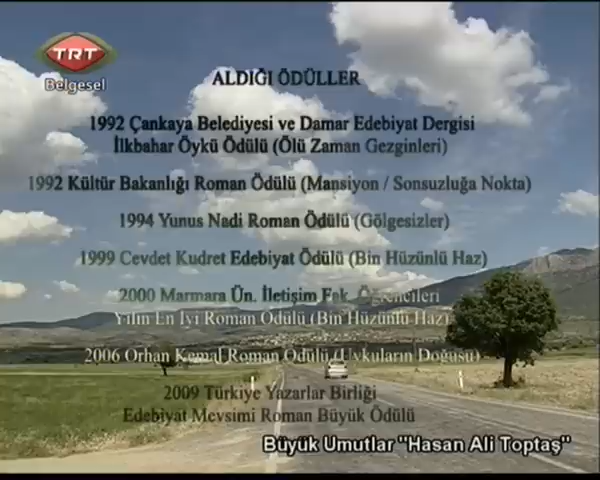 TRT
Belgesel
ALDIĞI ÖDÜLLER
1992 Çankaya Belediyesi ve Damar Edebiyat Dergisi
İlkbahar Öykü Ödülü (Ölü Zaman Gezginleri)
1992 Kültür Bakanlığı Roman Ödülü (Mansiyon / Sonsuzluğa Nokta)
1994 Yunus Nadi Roman Ödülü (Gölgesizler)
1999 Cevdet Kudret Edebiyat Ödülü (Bin Hüzünlü Haz)
2000 Marmara Ün. İletişim Fak. Öğrencileri
Yılın En İyi Roman Ödülü (Bin Hüzünlü Haz)
2006 Orhan Kemal Roman Ödülü (Uykuların Doğusu)
2009 Türkiye Yazarlar Birliği
Edebiyat Mevsimi Roman Büyük Ödülü
Büyük Umutlar "Hasan Ali Toptaş"